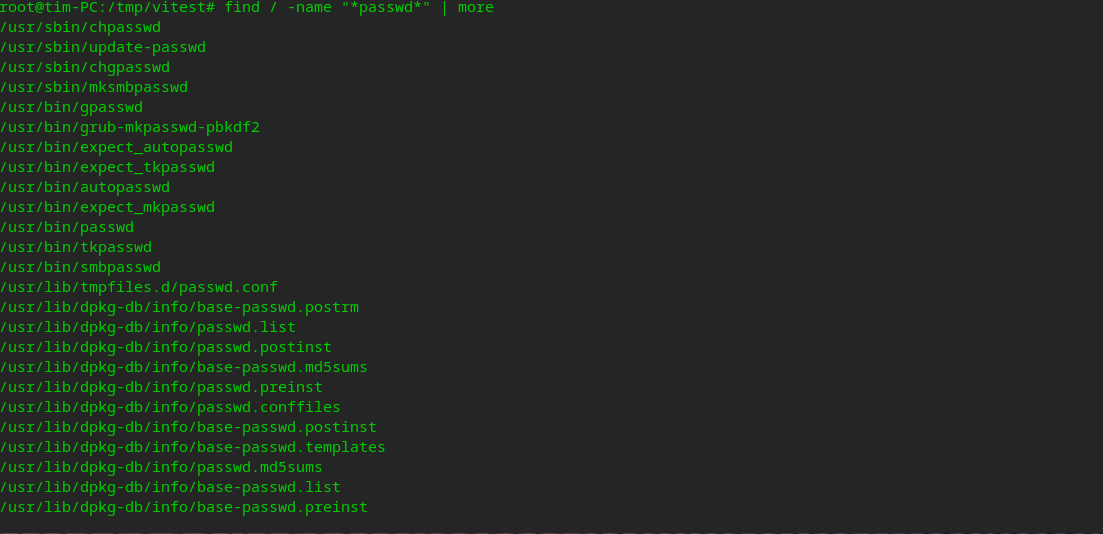 root@tim-PC:/tmp/vitest# find / -name "*passwd*" | more
/usr/sbin/chpasswd
/usr/sbin/update-passwd
/usr/sbin/chgpasswd
/usr/sbin/mksmbpasswd
/usr/bin/gpasswd
/usr/bin/grub-mkpasswd-pbkdf2
/usr/bin/expect_autopasswd
/usr/bin/expect_tkpasswd
/usr/bin/autopasswd
/usr/bin/expect_mkpasswd
/usr/bin/passwd
/usr/bin/tkpasswd
/usr/bin/smbpasswd
/usr/lib/tmpfiles.d/passwd.conf
/usr/lib/dpkg-db/info/base-passwd.postrm
/usr/lib/dpkg-db/info/passwd.list
/usr/lib/dpkg-db/info/passwd.postinst
/usr/lib/dpkg-db/info/base-passwd.md5sums
/usr/lib/dpkg-db/info/passwd.preinst
/usr/lib/dpkg-db/info/passwd.conffiles
/usr/lib/dpkg-db/info/base-passwd.postinst
/usr/lib/dpkg-db/info/base-passwd.templates
/usr/lib/dpkg-db/info/passwd.md5sums
/usr/lib/dpkg-db/info/base-passwd.list
/usr/lib/dpkg-db/info/base-passwd.preinst